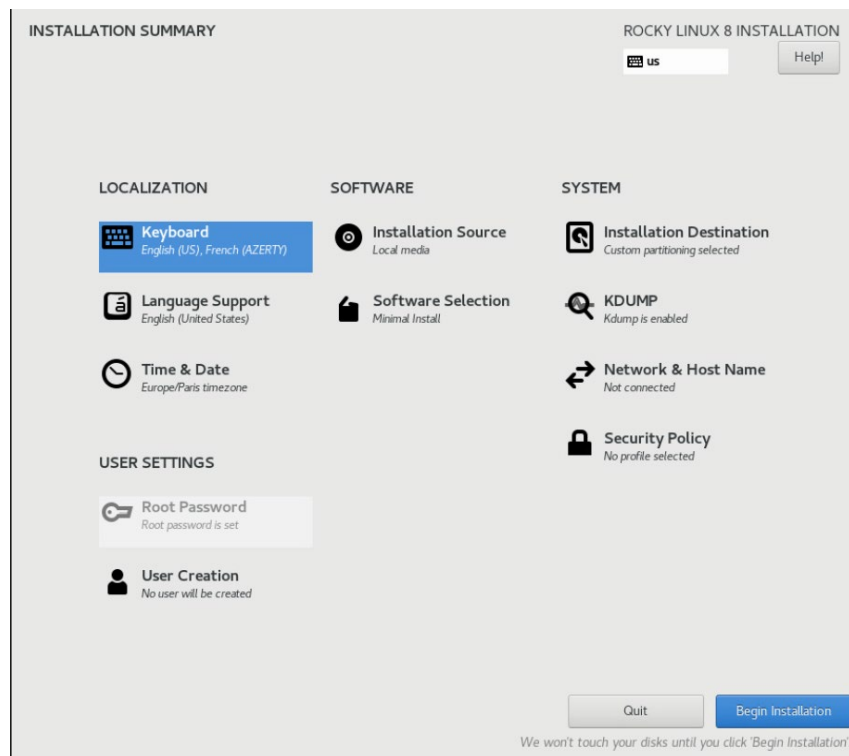 INSTALLATION SUMMARY
ROCKY LINUX 8 INSTALLATION
us
Help!
LOCALIZATION
Keyboard
English (US), French (AZERTY)
Language Support
English (United States)
Time & Date
Europe/Paris timezone
USER SETTINGS
Root Password
Root password is set
User Creation
No user will be created
SOFTWARE
Installation Source
Local media
Software Selection
Minimal Install
SYSTEM
Installation Destination
Custom partitioning selected
KDUMP
Kdump is enabled
Network & Host Name
Not connected
Security Policy
No profile selected
Quit
Begin Installation
We won't touch your disks until you click 'Begin Installation'